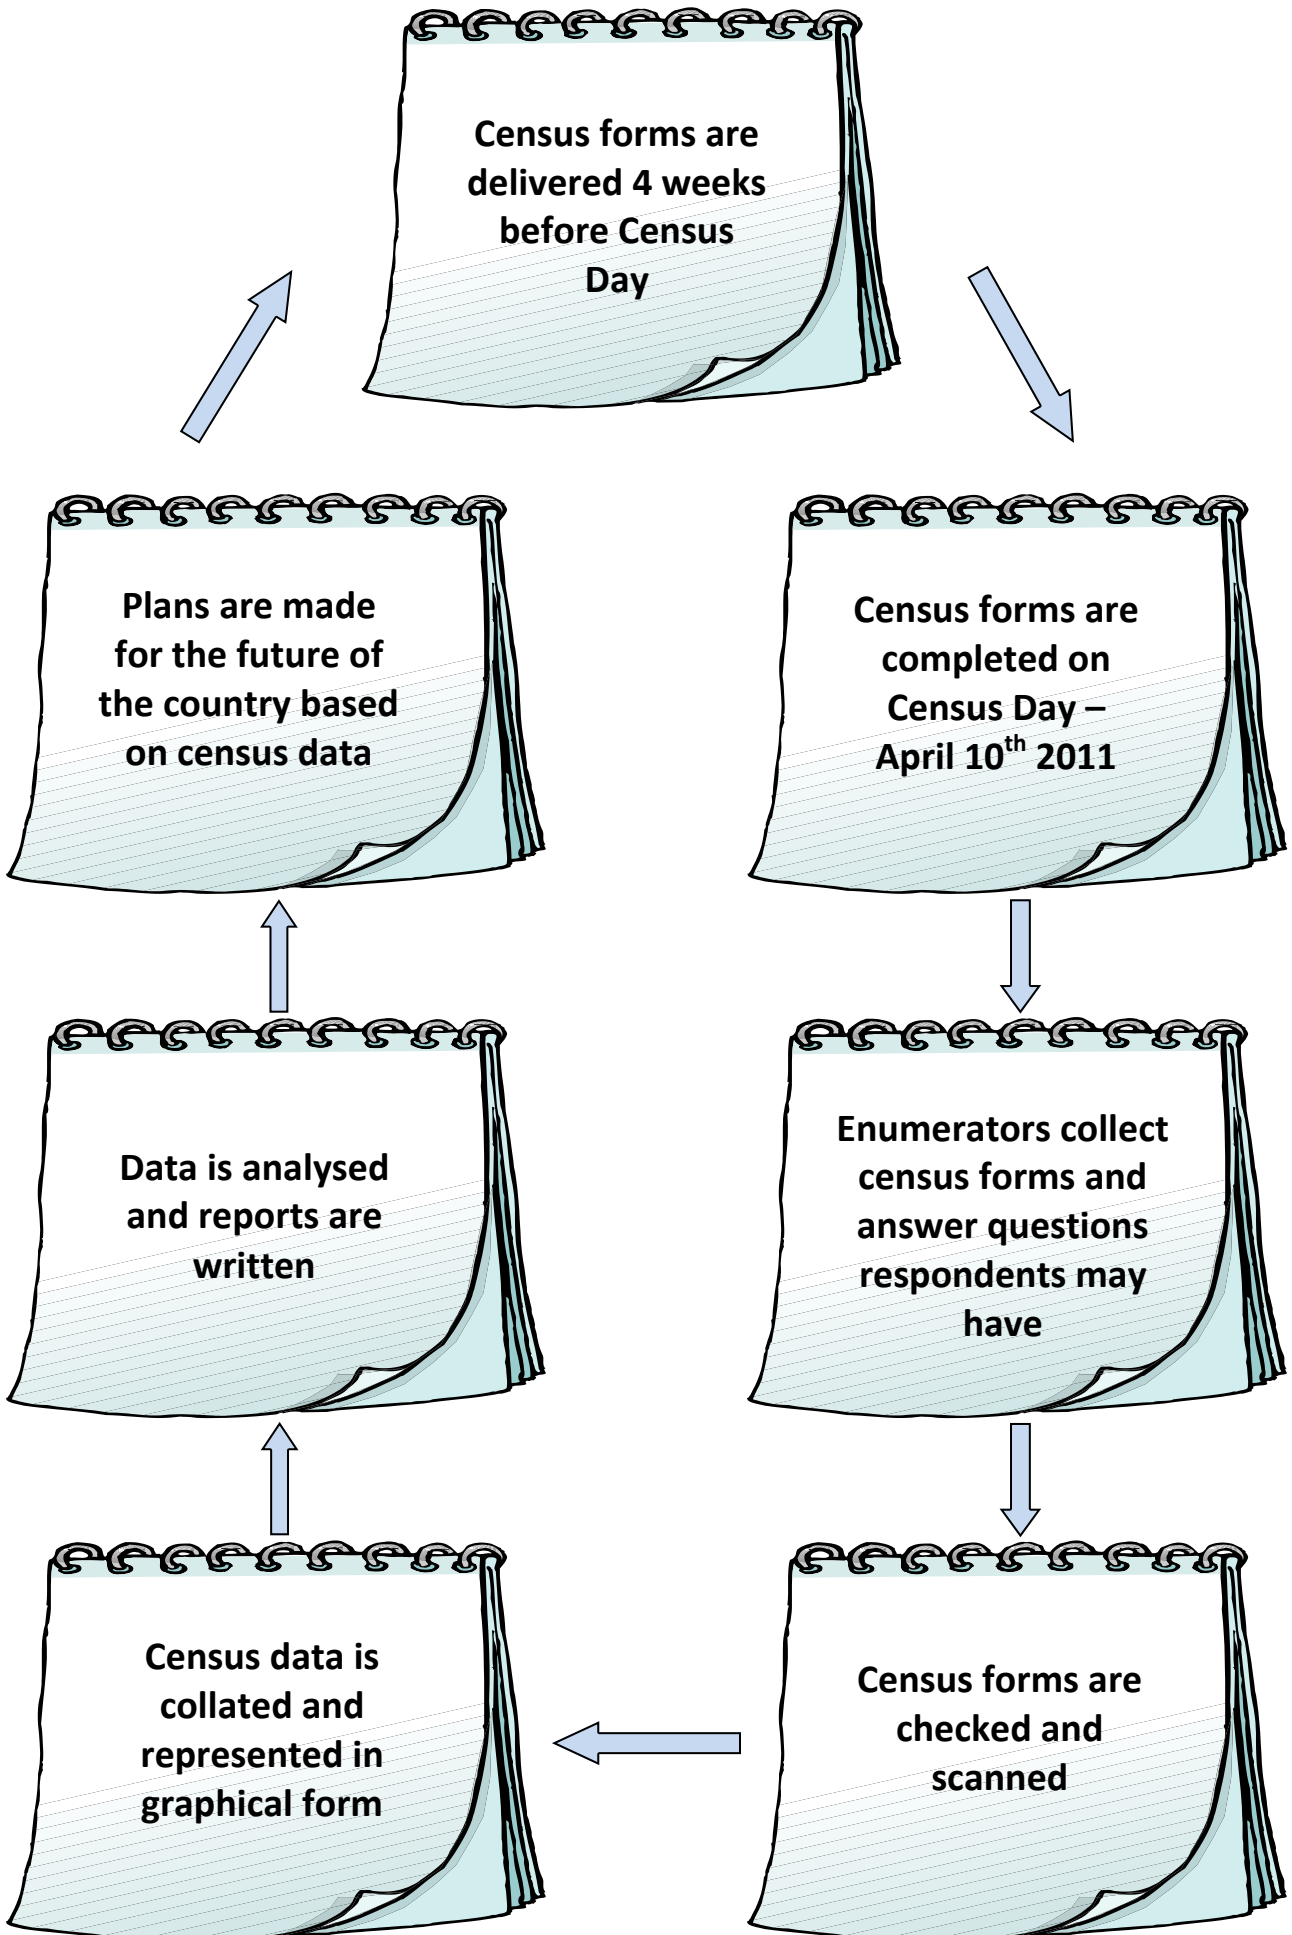 Census forms are
delivered 4 weeks
before Census
Day
Census forms are
completed on
Census Day –
April 10th 2011
Enumerators collect
census forms and
answer questions
respondents may
have
Census forms are
checked and
scanned
Census data is
collated and
represented in
graphical form
Data is analysed
and reports are
written
Plans are made
for the future of
the country based
on census data